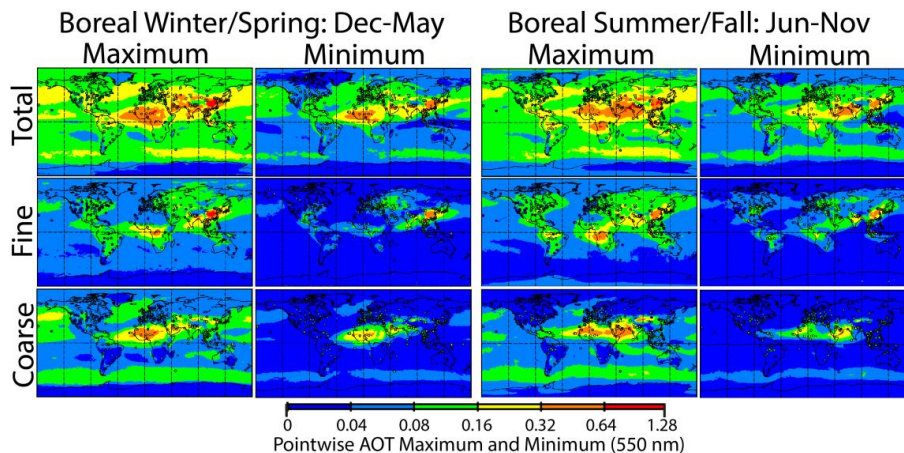 Boreal Winter/Spring: Dec-May
Boreal Summer/Fall: Jun-Nov
Maximum
Minimum
Maximum
Minimum
Total
Fine
Coarse
0 0.04 0.08 0.16 0.32 0.64 1.28
Pointwise AOT Maximum and Minimum (550 nm)